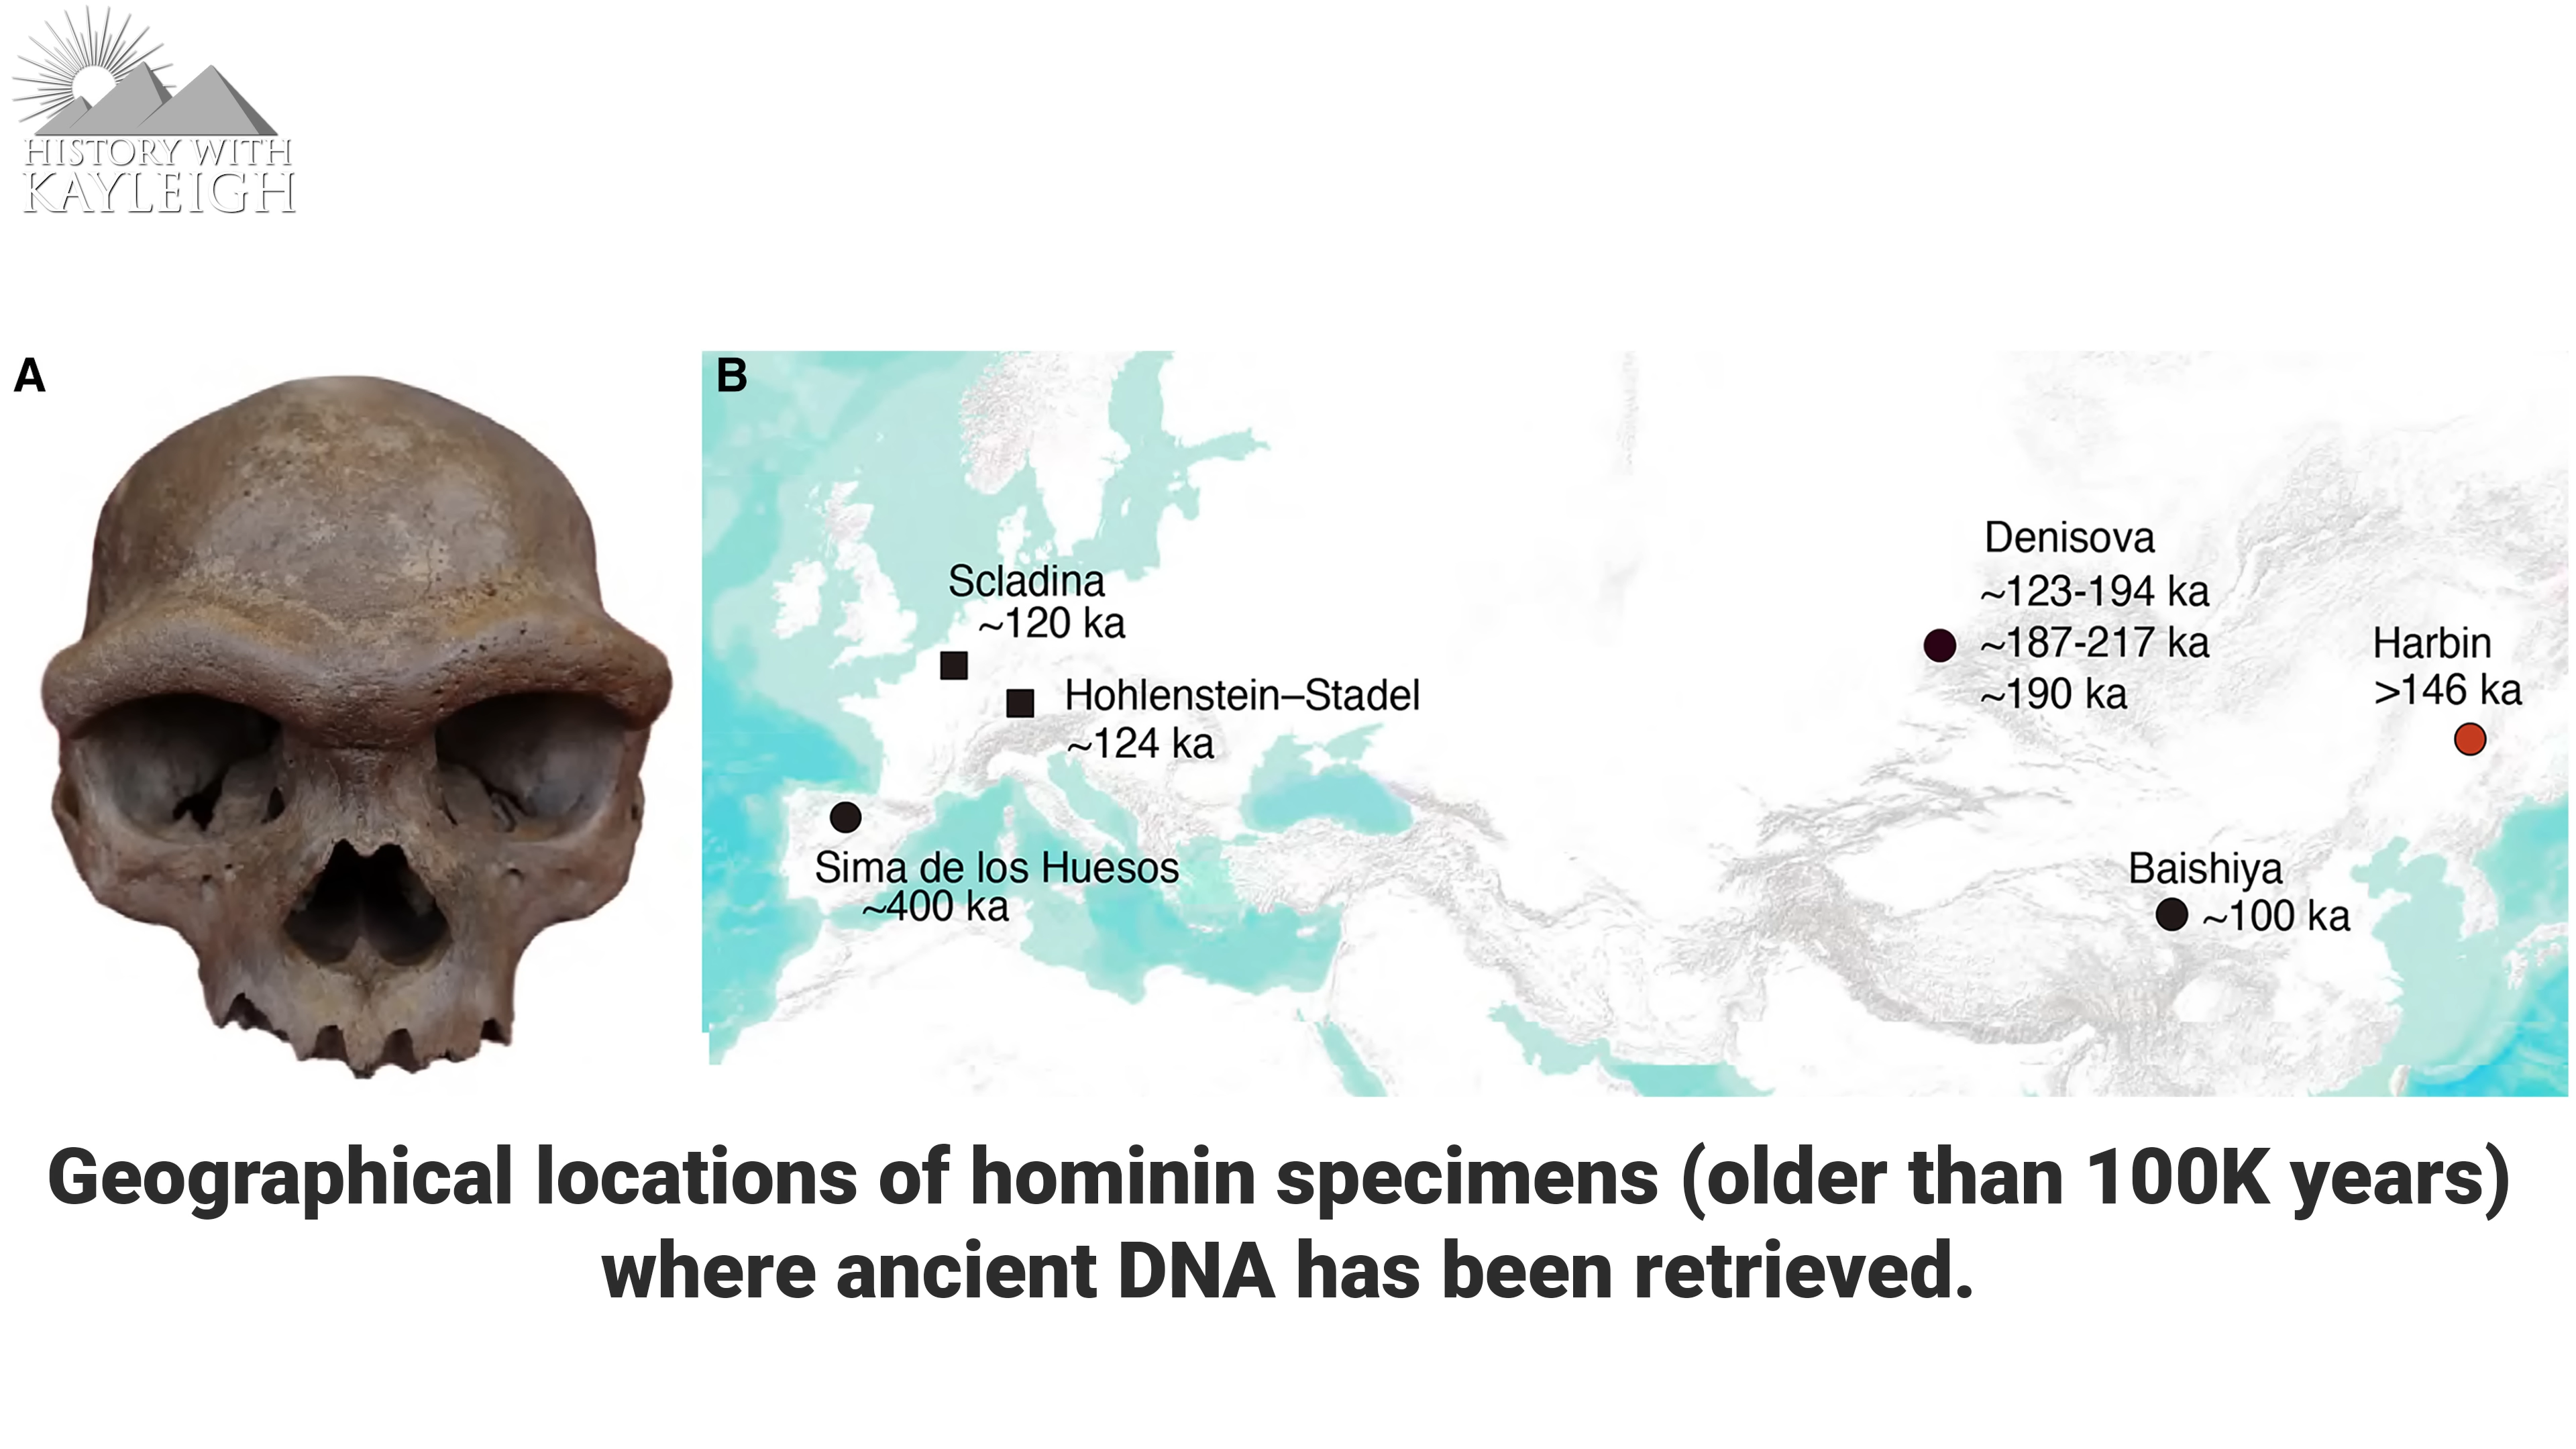 HISTORY WITH
KAYLEIGH
A
B
Scladina
~120 ka
Hohlenstein–Stadel
~124 ka
Sima de los Huesos
~400 ka
Denisova
~123-194 ka
~187-217 ka
~190 ka
Harbin
>146 ka
Baishiya
~100 ka
Geographical locations of hominin specimens (older than 100K years)
where ancient DNA has been retrieved.